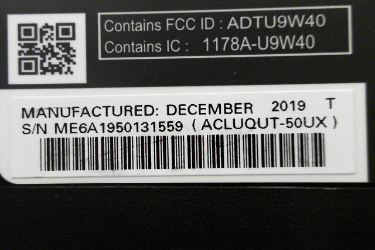 Contains FCC ID : ADTU9W40
Contains IC : 1178A-U9W40
MANUFACTURED: DECEMBER 2019 T
S/N ME6A1950131559 ( ACLUQUT-50UX )